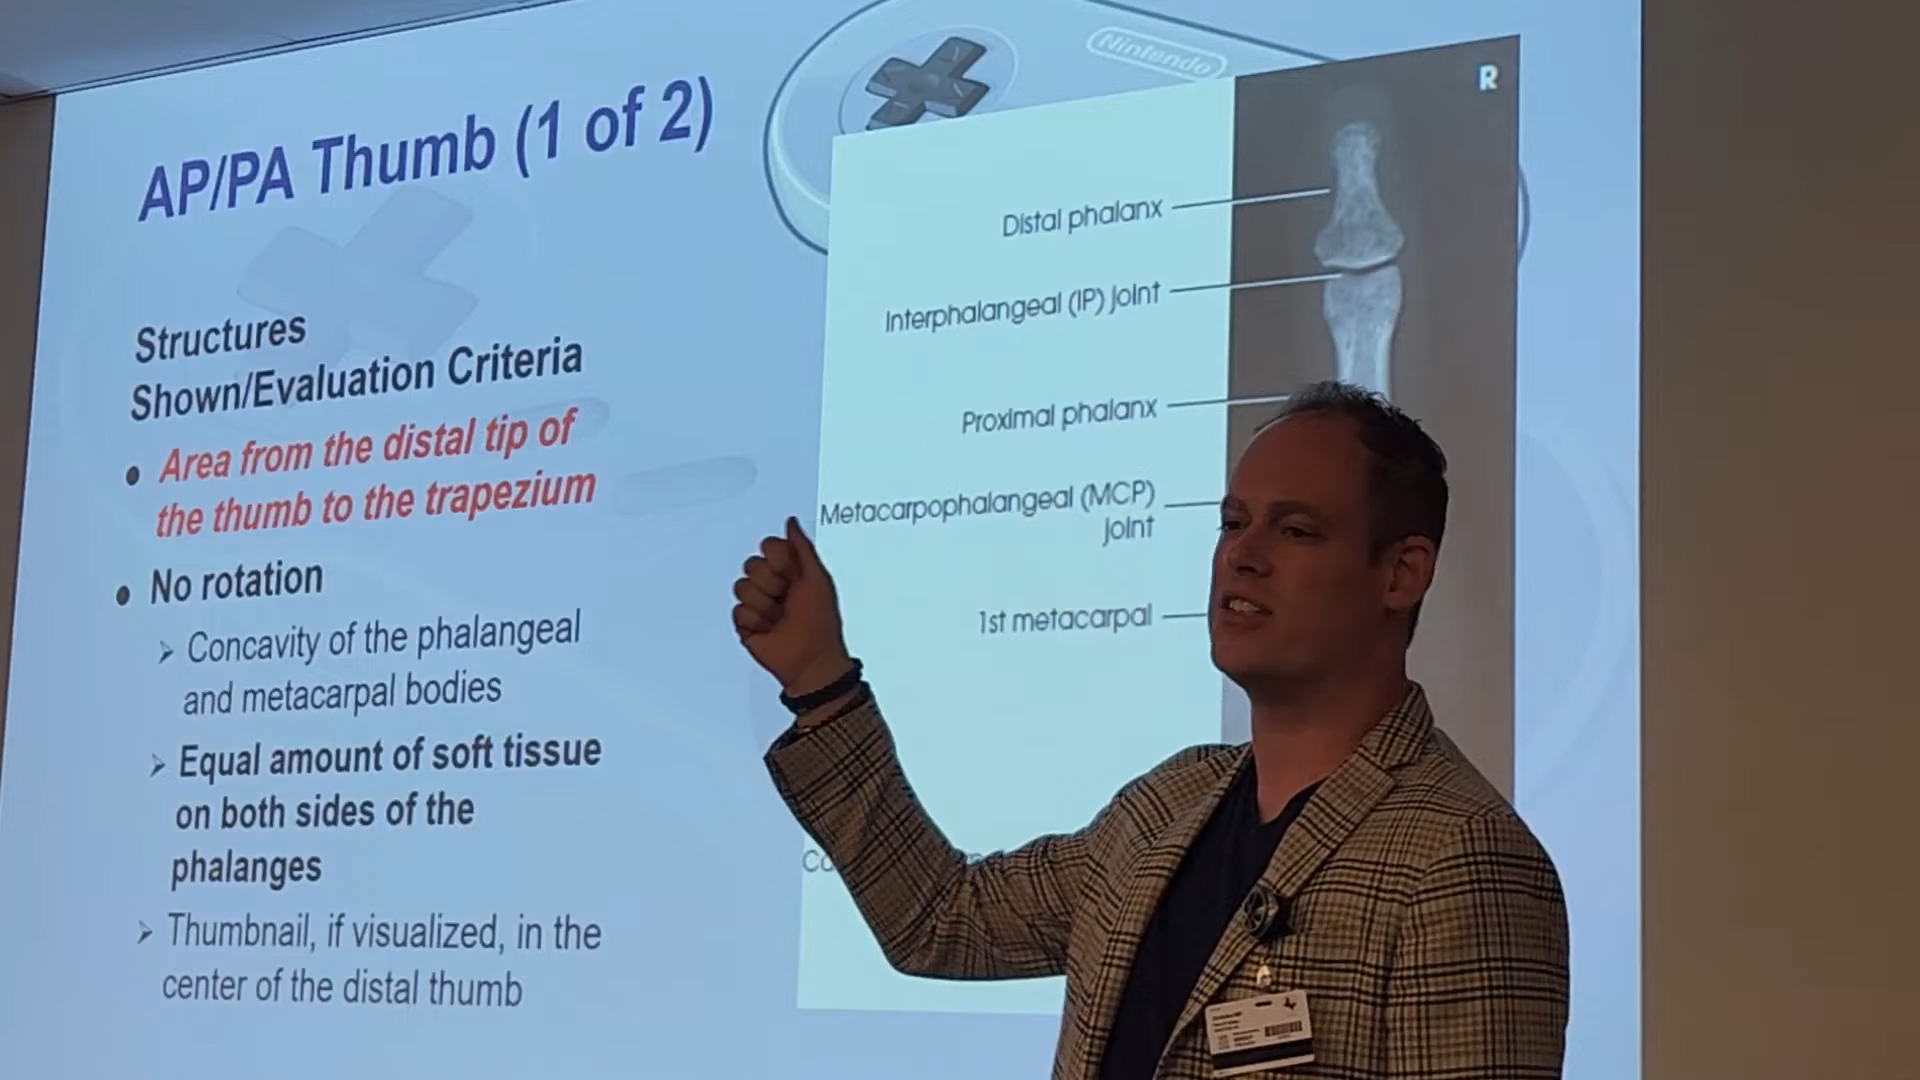 Nintendo
AP/PA Thumb (1 of 2)
R
Structures
Shown/Evaluation Criteria
• Area from the distal tip of
the thumb to the trapezium
• No rotation
➢ Concavity of the phalangeal
and metacarpal bodies
➢ Equal amount of soft tissue
on both sides of the
phalanges
➢ Thumbnail, if visualized, in the
center of the distal thumb
Distal phalanx
Interphalangeal (IP) joint
Proximal phalanx
Metacarpophalangeal (MCP)
joint
1st metacarpal